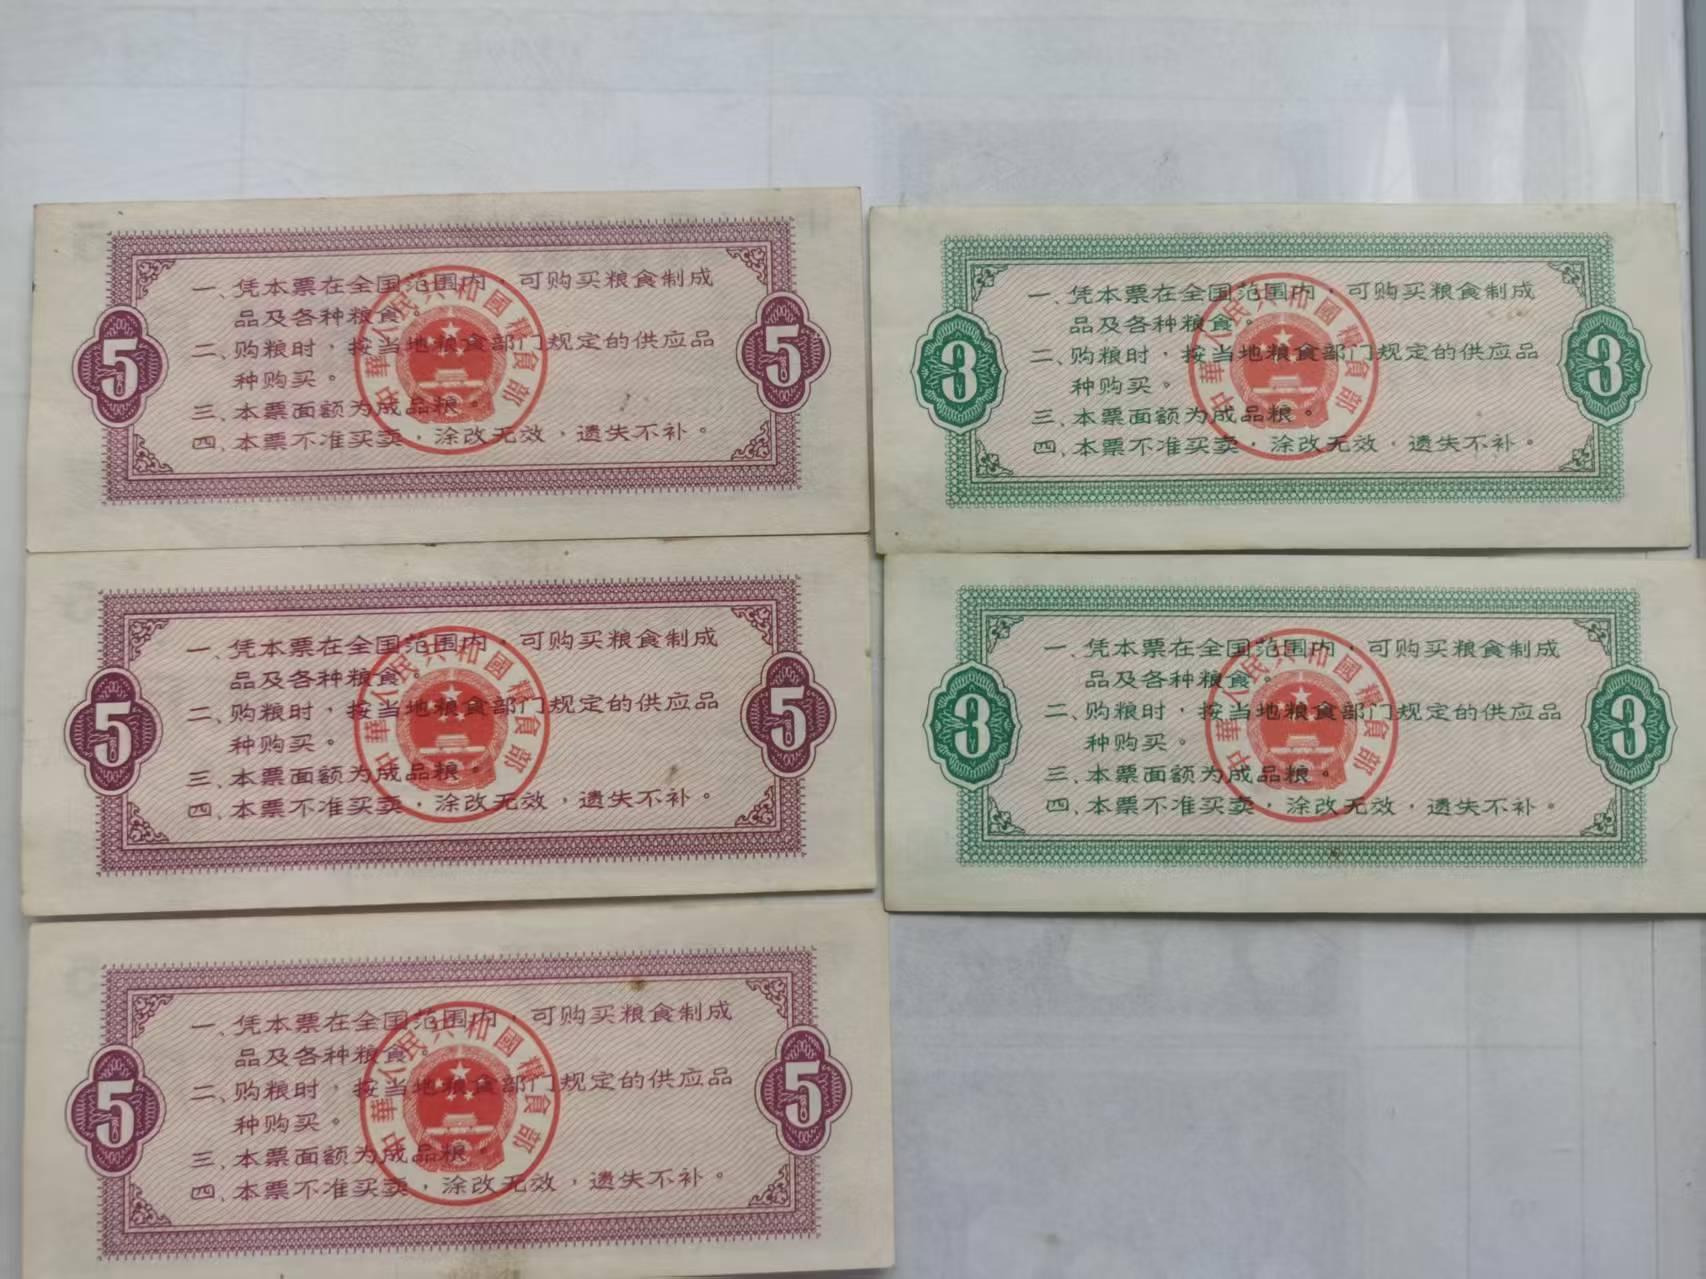 一、凭本票在全国范围内，可购买粮食制成
品及各种粮食。
二、购粮时，按当地粮食部门规定的供应品
种购买。
三、本票面额为成品粮。
四、本票不准买卖，涂改无效，遗失不补。
5
5
中華人民共和國糧食部
一、凭本票在全国范围内，可购买粮食制成
品及各种粮食。
二、购粮时，按当地粮食部门规定的供应品
种购买。
三、本票面额为成品粮。
四、本票不准买卖，涂改无效，遗失不补。
3
3
中華人民共和國糧食部
一、凭本票在全国范围内，可购买粮食制成
品及各种粮食。
二、购粮时，按当地粮食部门规定的供应品
种购买。
三、本票面额为成品粮。
四、本票不准买卖，涂改无效，遗失不补。
5
5
中華人民共和國糧食部
一、凭本票在全国范围内，可购买粮食制成
品及各种粮食。
二、购粮时，按当地粮食部门规定的供应品
种购买。
三、本票面额为成品粮。
四、本票不准买卖，涂改无效，遗失不补。
3
3
中華人民共和國糧食部
一、凭本票在全国范围内，可购买粮食制成
品及各种粮食。
二、购粮时，按当地粮食部门规定的供应品
种购买。
三、本票面额为成品粮。
四、本票不准买卖，涂改无效，遗失不补。
5
5
中華人民共和國糧食部